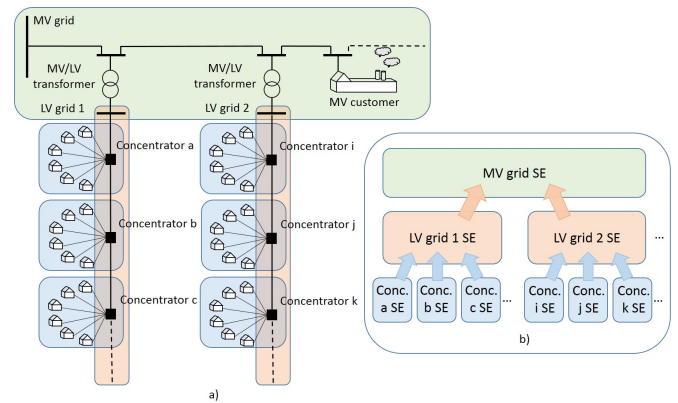 MV grid
MV/LV
transformer
MV/LV
transformer
MV customer
LV grid 1
LV grid 2
Concentrator a
Concentrator i
Concentrator b
Concentrator j
Concentrator c
Concentrator k
a)
MV grid SE
LV grid 1 SE
LV grid 2 SE
...
Conc.
a SE
Conc.
b SE
Conc.
c SE
...
Conc.
i SE
Conc.
j SE
Conc.
k SE
...
b)